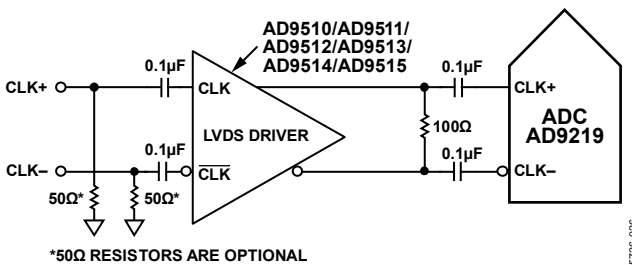 AD9510/AD9511/
AD9512/AD9513/
AD9514/AD9515
0.1µF
0.1µF
CLK+
CLK
CLK+
ADC
AD9219
LVDS DRIVER
100Ω
0.1µF
0.1µF
CLK–
CLK
CLK–
50Ω*
50Ω*
*50Ω RESISTORS ARE OPTIONAL